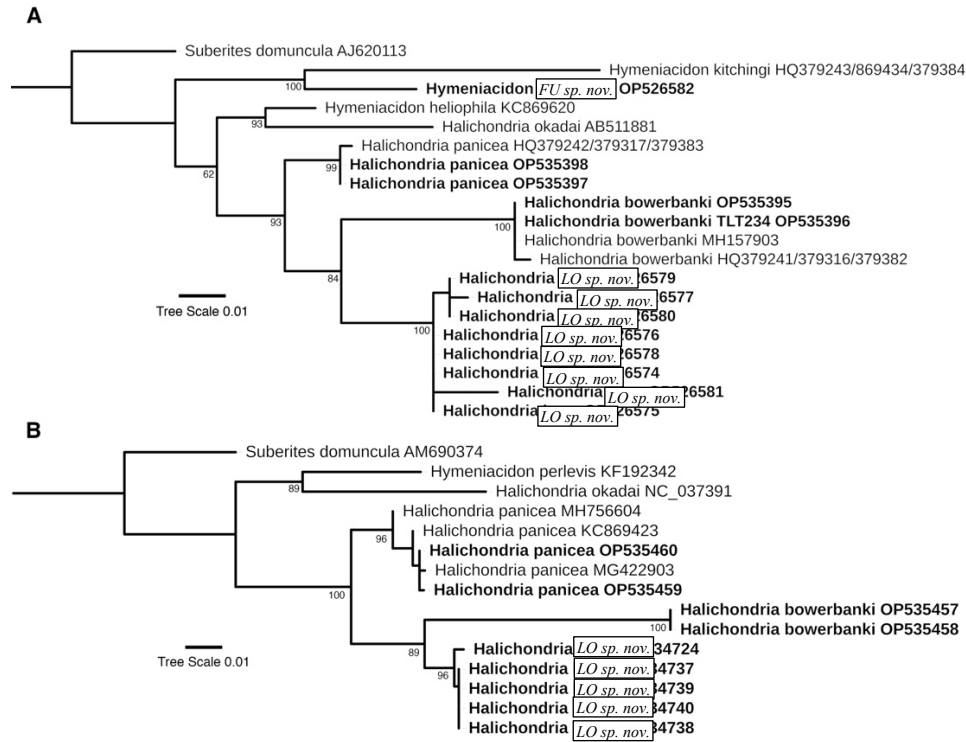 A
Suberites domuncula AJ620113
Hymeniacidon kitchingi HQ379243/869434/379384
100
Hymeniacidon FU sp. nov. OP526582
Hymeniacidon heliophila KC869620
93
Halichondria okadai AB511881
Halichondria panicea HQ379242/379317/379383
99
Halichondria panicea OP535398
62
Halichondria panicea OP535397
Halichondria bowerbanki OP535395
93
100
Halichondria bowerbanki TLT234 OP535396
Halichondria bowerbanki MH157903
Halichondria bowerbanki HQ379241/379316/379382
84
Halichondria LO sp. nov. 26579
Halichondria LO sp. nov. 6577
Tree Scale 0.01
Halichondria LO sp. nov. 26580
100
Halichondria LO sp. nov. 26576
Halichondria LO sp. nov. 26578
Halichondria LO sp. nov. 26574
Halichondria LO sp. nov. 26581
Halichondria LO sp. nov. 26575
B
Suberites domuncula AM690374
Hymeniacidon perlevis KF192342
89
Halichondria okadai NC_037391
Halichondria panicea MH756604
96
Halichondria panicea KC869423
Halichondria panicea OP535460
Halichondria panicea MG422903
100
Halichondria panicea OP535459
Halichondria bowerbanki OP535457
100
Halichondria bowerbanki OP535458
89
Halichondria LO sp. nov. 34724
Tree Scale 0.01
96
Halichondria LO sp. nov. 34737
Halichondria LO sp. nov. 34739
Halichondria LO sp. nov. 34740
Halichondria LO sp. nov. 34738